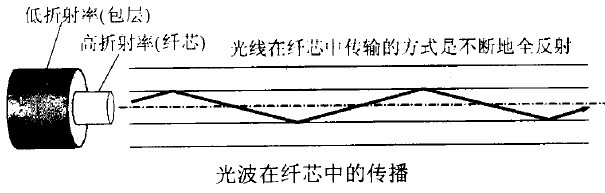 低折射率(包层)
高折射率(纤芯)
光线在纤芯中传输的方式是不断地全反射
光波在纤芯中的传播